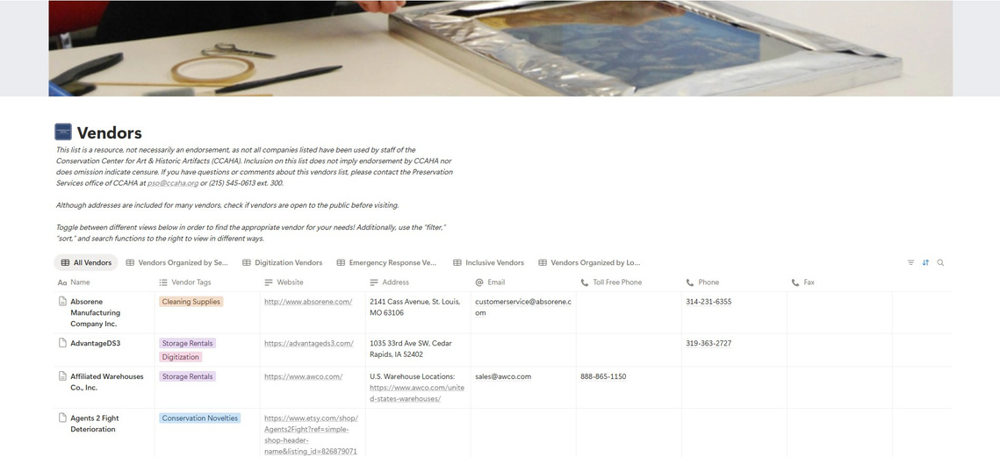 Vendors
This list is a resource, not necessarily an endorsement, as not all companies listed have been used by staff of the
Conservation Center for Art & Historic Artifacts (CCAHA). Inclusion on this list does not imply endorsement by CCAHA nor
does omission indicate censure. If you have questions or comments about this vendors list, please contact the Preservation
Services office of CCAHA at pso@ccaha.org or (215) 545-0613 ext. 300.
Although addresses are included for many vendors, check if vendors are open to the public before visiting.
Toggle between different views below in order to find the appropriate vendor for your needs! Additionally, use the "filter,"
"sort," and search functions to the right to view in different ways.
All Vendors Vendors Organized by Se... Digitization Vendors Emergency Response Ve... Inclusive Vendors Vendors Organized by Lo...
Aa Name Vendor Tags Website Address Email Toll Free Phone Phone Fax
Absorene Cleaning Supplies http://www.absorene.com/ 2141 Cass Avenue, St. Louis, customerservice@absorene.c 314-231-6355
Manufacturing MO 63106 om
Company Inc.
AdvantageDS3 Storage Rentals https://advantageds3.com/ 1035 33rd Ave SW, Cedar 319-363-2727
Digitization Rapids, IA 52402
Affiliated Warehouses Storage Rentals https://www.awco.com/ U.S. Warehouse Locations: sales@awco.com 888-865-1150
Co., Inc. https://www.awco.com/unite
d-states-warehouses/
Agents 2 Fight Conservation Novelties https://www.etsy.com/shop/
Deterioration Agents2Fight?ref=simple-
shop-header-
name&listing_id=826879071